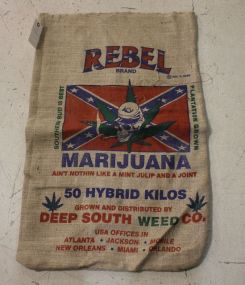 REBEL
BRAND
SOUTHERN BUD IS BEST
PLANTATION GROWN
MARIJUANA
AIN'T NOTHIN LIKE A MINT JULIP AND A JOINT
50 HYBRID KILOS
GROWN AND DISTRIBUTED BY
DEEP SOUTH WEED CO.
USA OFFICES IN
ATLANTA • JACKSON • MOBILE
NEW ORLEANS • MIAMI • ORLANDO